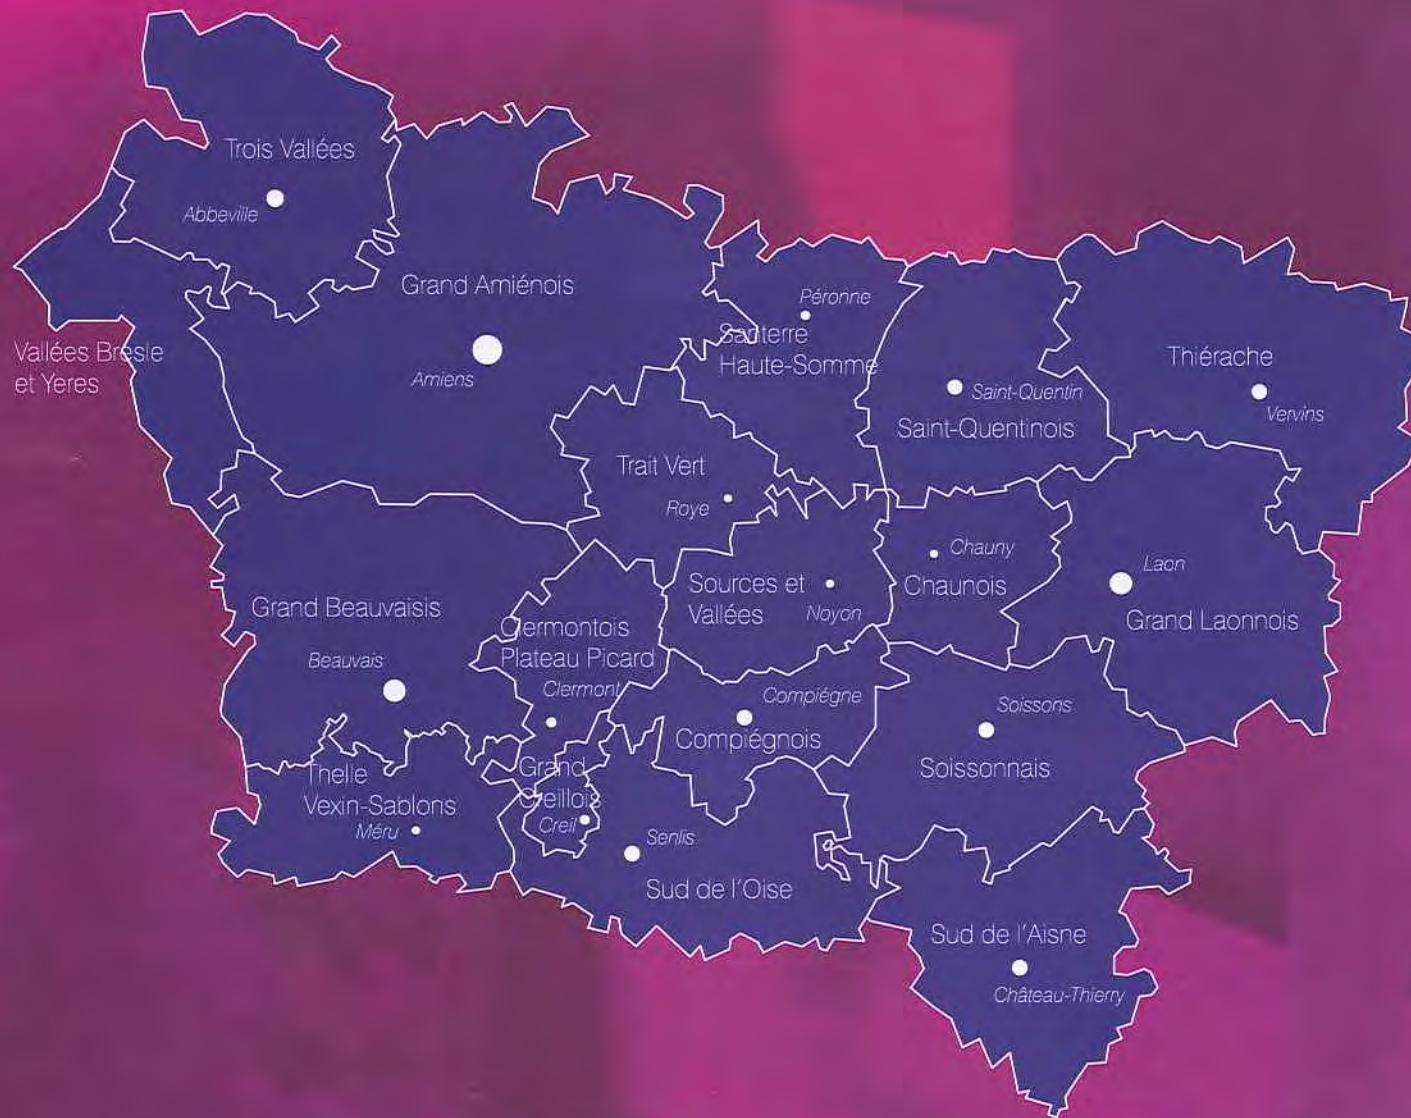 Trois Vallées
Abbeville
Grand Amiénois
Amiens
Péronne
Santerre
Haute-Somme
Vallées Bresle
et Yeres
Thiérache
Vervins
Saint-Quentin
Saint-Quentinois
Trait Vert
Roye
Chauny
Chaunois
Laon
Grand Laonnois
Sources et
Vallées
Noyon
Grand Beauvaisis
Beauvais
Clermontois
Plateau Picard
Clermont
Compiégne
Compiégnois
Soissons
Soissonnais
Thelle
Vexin-Sablons
Méru
Grand
Creillois
Creil
Senlis
Sud de l'Oise
Sud de l'Aisne
Château-Thierry